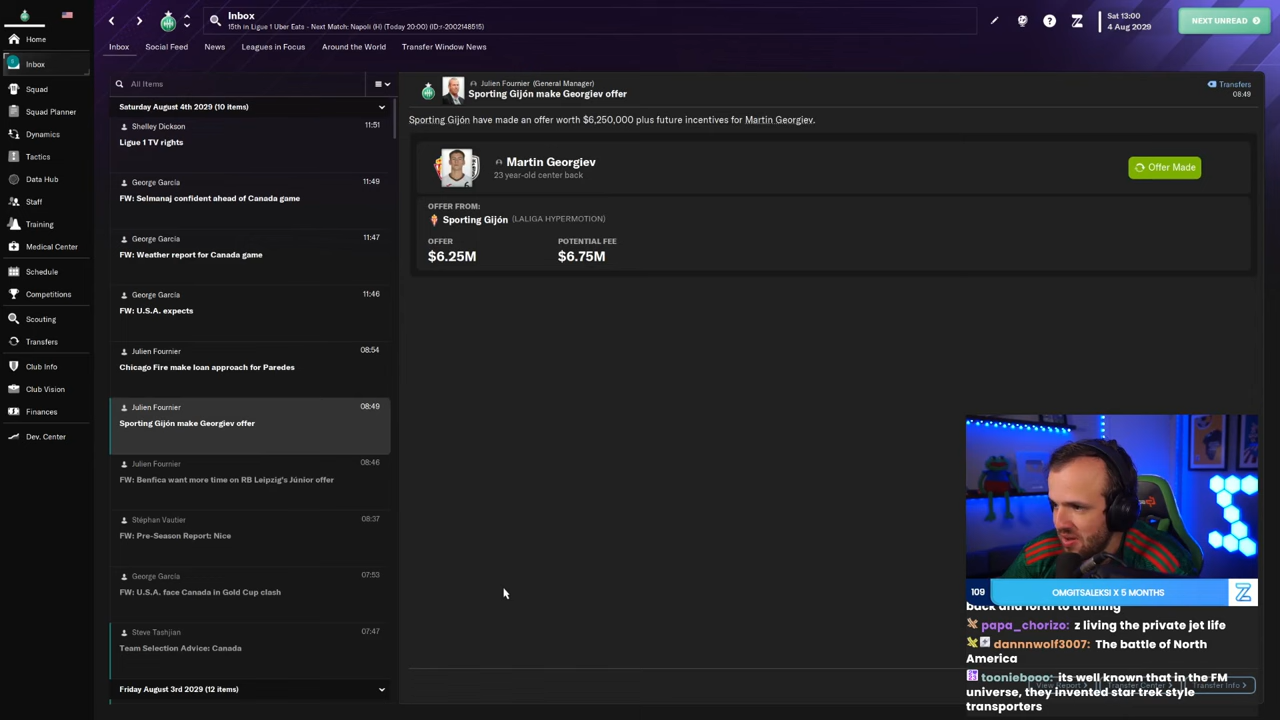 Inbox
15th in Ligue 1 Uber Eats - Next Match: Napoli (H) (Today 20:00) (ID:r-2002148515)
Sat 13:00
4 Aug 2029
NEXT UNREAD
Inbox
Social Feed
News
Leagues in Focus
Around the World
Transfer Window News
Home
Inbox
Squad
Squad Planner
Dynamics
Tactics
Data Hub
Staff
Training
Medical Center
Schedule
Competitions
Scouting
Transfers
Club Info
Club Vision
Finances
Dev. Center
All Items
Saturday August 4th 2029 (10 items)
Shelley Dickson 11:51
Ligue 1 TV rights
George García 11:49
FW: Selmanaj confident ahead of Canada game
George García 11:47
FW: Weather report for Canada game
George García 11:46
FW: U.S.A. expects
Julien Fournier 08:54
Chicago Fire make loan approach for Paredes
Julien Fournier 08:49
Sporting Gijón make Georgiev offer
Julien Fournier 08:46
FW: Benfica want more time on RB Leipzig's Júnior offer
Stéphan Vautier 08:37
FW: Pre-Season Report: Nice
George García 07:53
FW: U.S.A. face Canada in Gold Cup clash
Steve Tashjian 07:47
Team Selection Advice: Canada
Friday August 3rd 2029 (12 items)
Julien Fournier (General Manager)
Sporting Gijón make Georgiev offer
Transfers
08:49
Sporting Gijón have made an offer worth $6,250,000 plus future incentives for Martin Georgiev.
Martin Georgiev
23 year-old center back
Offer Made
OFFER FROM:
Sporting Gijón (LALIGA HYPERMOTION)
OFFER
$6.25M
POTENTIAL FEE
$6.75M
109 OMGITSALEKSI X 5 MONTHS
back and forth to training
papa_chorizo: z living the private jet life
dannnwolf3007: The battle of North
America
tooniebooo: its well known that in the FM
universe, they invented star trek style
transporters
View Report
Transfer Center
Transfer Info